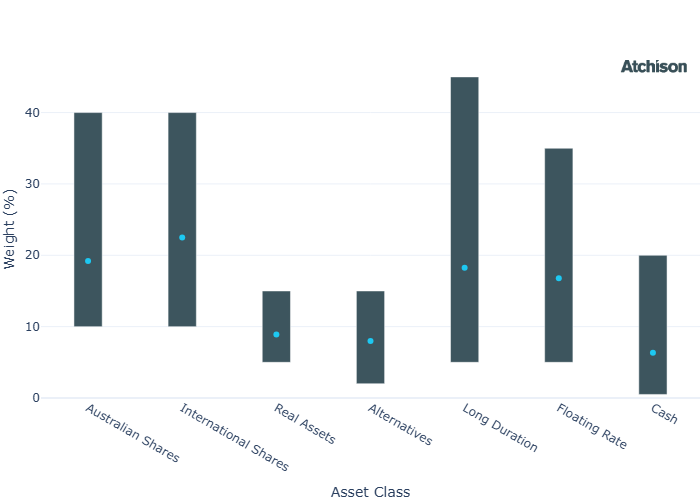 Atchison
Weight (%)
40
30
20
10
0
Australian Shares
International Shares
Real Assets
Alternatives
Long Duration
Floating Rate
Cash
Asset Class